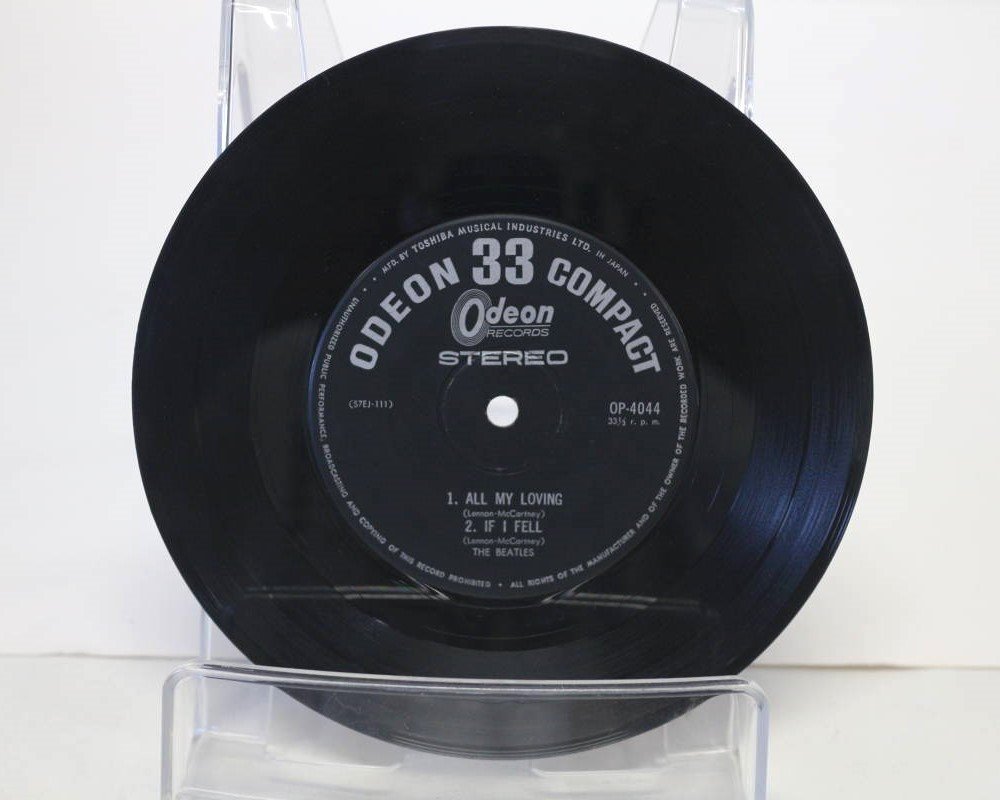 MFD. BY TOSHIBA MUSICAL INDUSTRIES LTD. IN JAPAN
ODEON 33 COMPACT
Odeon
RECORDS
STEREO
(S7EJ-111)
OP-4044
33⅓ r. p. m.
1. ALL MY LOVING
(Lennon-McCartney)
2. IF I FELL
(Lennon-McCartney)
THE BEATLES
UNAUTHORIZED PUBLIC PERFORMANCE, BROADCASTING AND COPYING OF THIS RECORD PROHIBITED • ALL RIGHTS OF THE MANUFACTURER AND OF THE OWNER OF THE RECORDED WORK ARE RESERVED